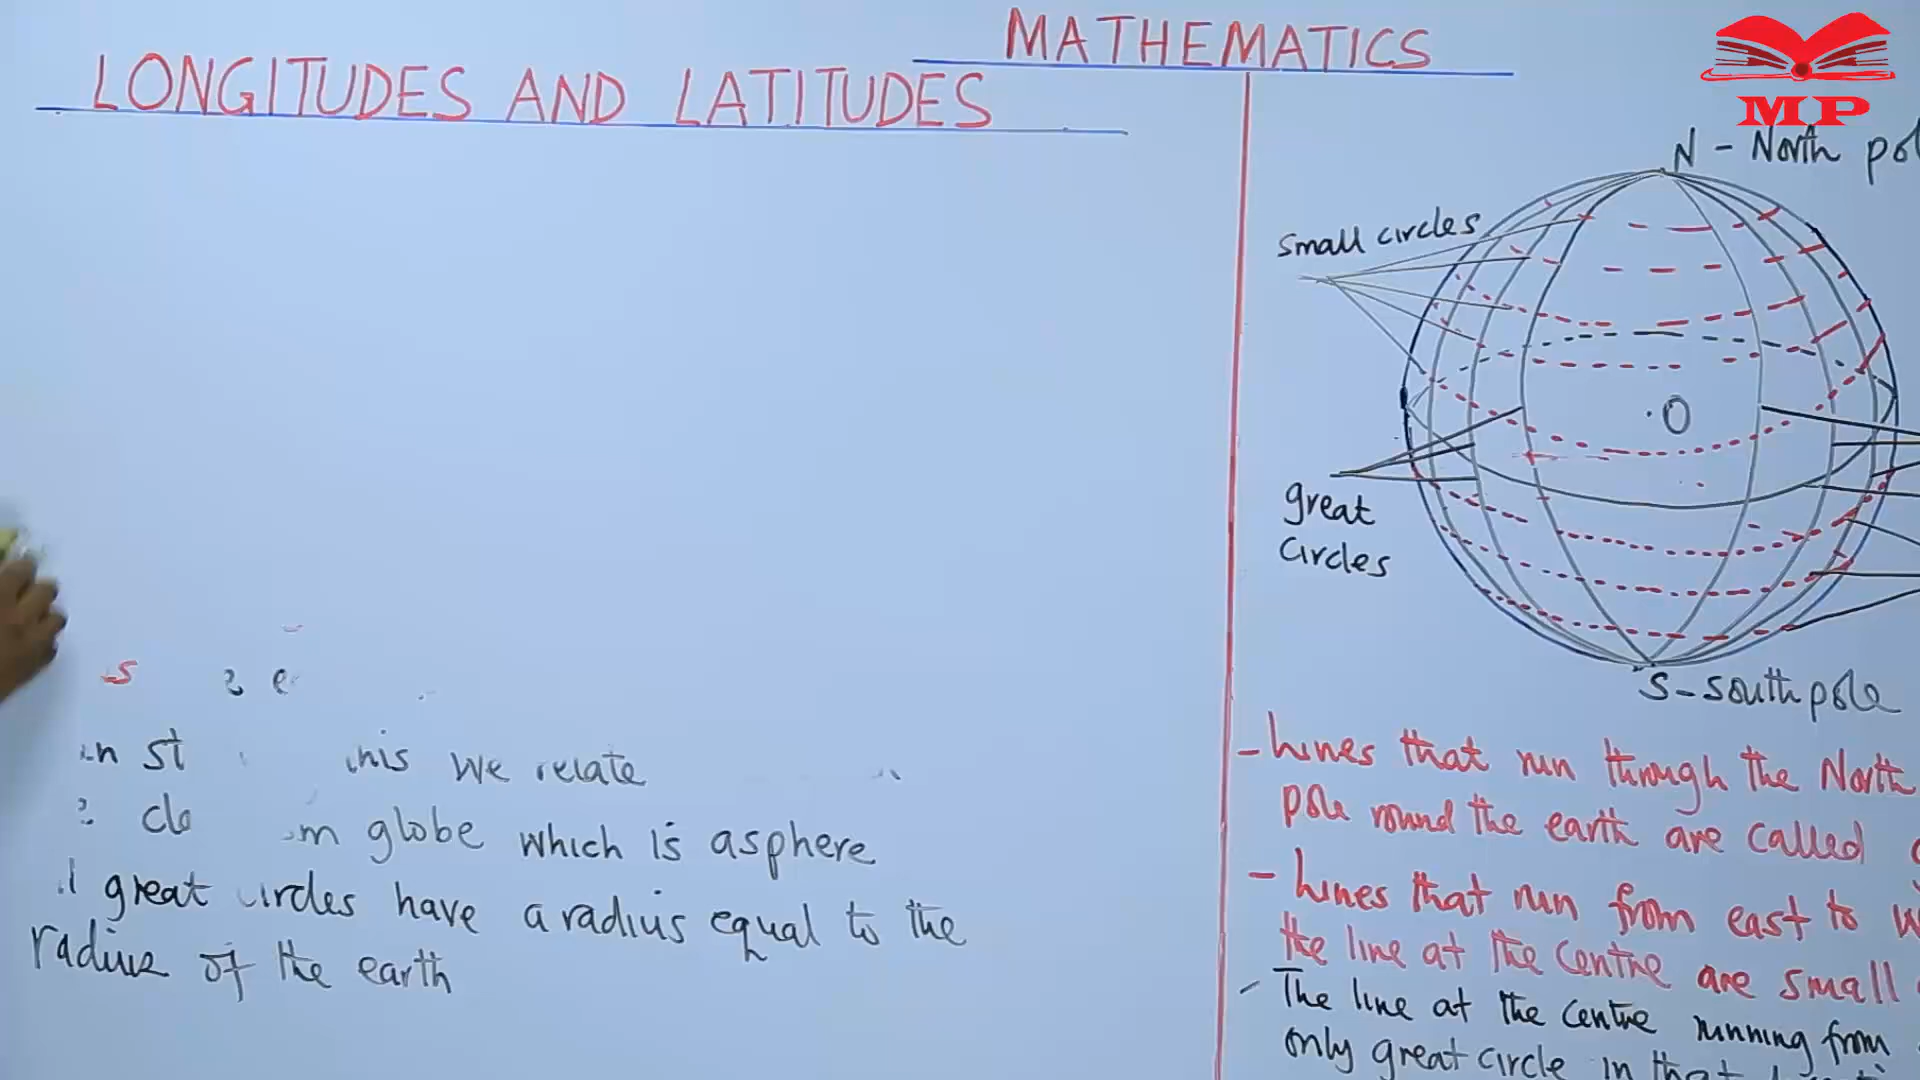 MATHEMATICS
LONGITUDES AND LATITUDES
MP
N - North
small circles
O
great
circles
S - South pole
this we relate
globe which is asphere
great circles have a radius equal to the
radius of the earth
- Lines that run through the North
pole round the earth are called
- Lines that run from east to
the line at the Centre are small
- The line at the Centre running from
only great circle in that